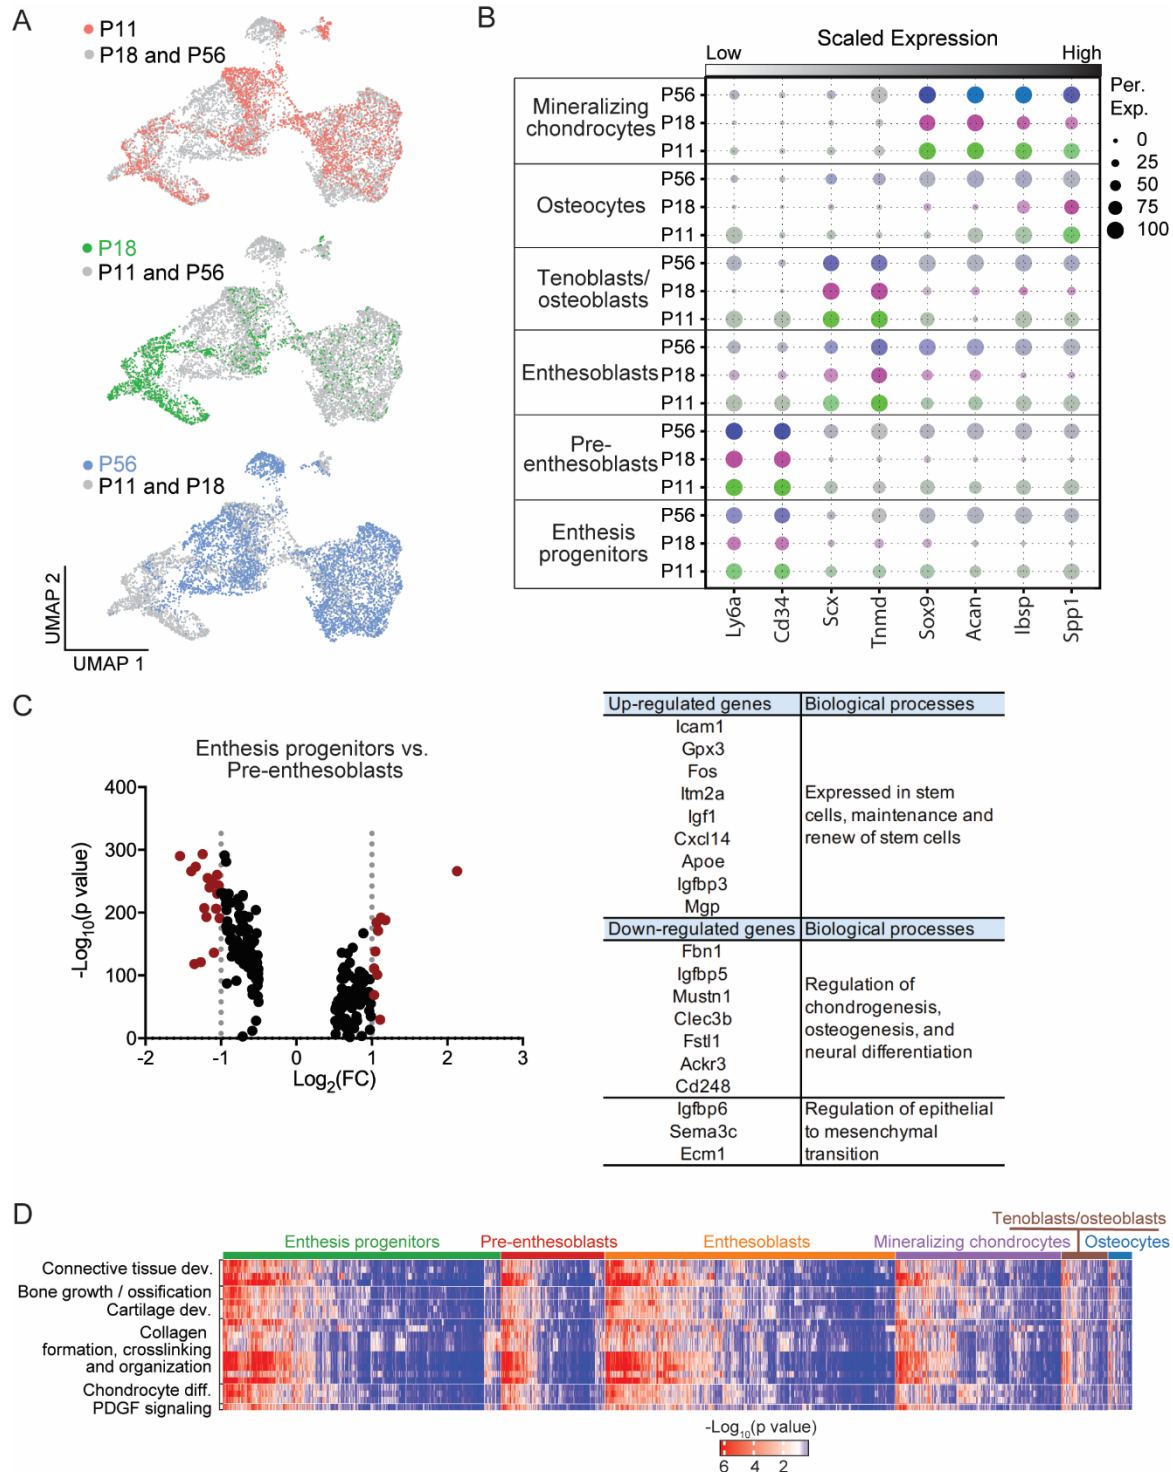 A
P11
P18 and P56
P18
P11 and P56
P56
P11 and P18
UMAP 2
UMAP 1
B
Scaled Expression
Low
High
Per.
Exp.
0
25
50
75
100
Mineralizing
chondrocytes
P56
P18
P11
Osteocytes
P56
P18
P11
Tenoblasts/
osteoblasts
P56
P18
P11
Enthesoblasts
P56
P18
P11
Pre-
enthesoblasts
P56
P18
P11
Enthesis
progenitors
P56
P18
P11
Ly6a
Cd34
Scx
Tnmd
Sox9
Acan
Ibsp
Spp1
C
Enthesis progenitors vs.
Pre-enthesoblasts
-Log10(p value)
400
300
200
100
0
-2 -1 0 1 2 3
Log2(FC)
Up-regulated genes Biological processes
Icam1
Gpx3
Fos
Itm2a
Igf1
Cxcl14
Apoe
Igfbp3
Mgp
Expressed in stem
cells, maintenance and
renew of stem cells
Down-regulated genes Biological processes
Fbn1
Igfbp5
Mustn1
Clec3b
Fstl1
Ackr3
Cd248
Regulation of
chondrogenesis,
osteogenesis, and
neural differentiation
Igfbp6
Sema3c
Ecm1
Regulation of epithelial
to mesenchymal
transition
D
Tenoblasts/osteoblasts
Enthesis progenitors Pre-enthesoblasts Enthesoblasts Mineralizing chondrocytes Osteocytes
Connective tissue dev.
Bone growth / ossification
Cartilage dev.
Collagen
formation, crosslinking
and organization
Chondrocyte diff.
PDGF signaling
-Log10(p value)
6 4 2